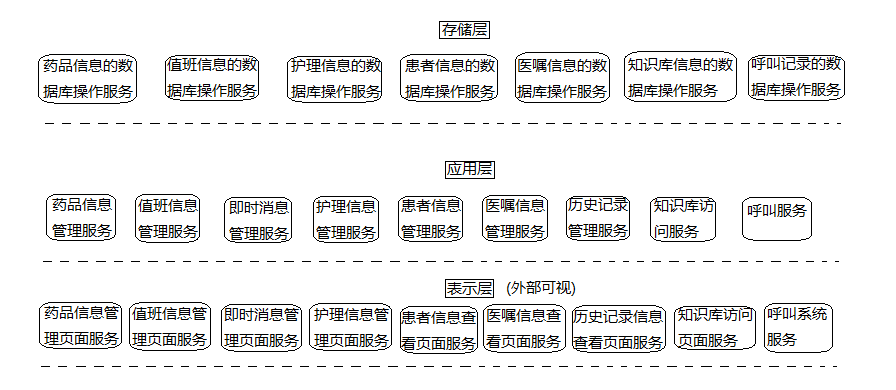 存储层
药品信息的数
据库操作服务
值班信息的数
据库操作服务
护理信息的数
据库操作服务
患者信息的数
据库操作服务
医嘱信息的数
据库操作服务
知识库信息的数
据库操作服务
呼叫记录的数
据库操作服务
应用层
药品信息
管理服务
值班信息
管理服务
即时消息
管理服务
护理信息
管理服务
患者信息
管理服务
医嘱信息
管理服务
历史记录
管理服务
知识库访
问服务
呼叫服务
表示层 (外部可视)
药品信息管
理页面服务
值班信息管
理页面服务
即时消息管
理页面服务
护理信息管
理页面服务
患者信息查
看页面服务
医嘱信息查
看页面服务
历史记录信息
查看页面服务
知识库访问
页面服务
呼叫系统
服务